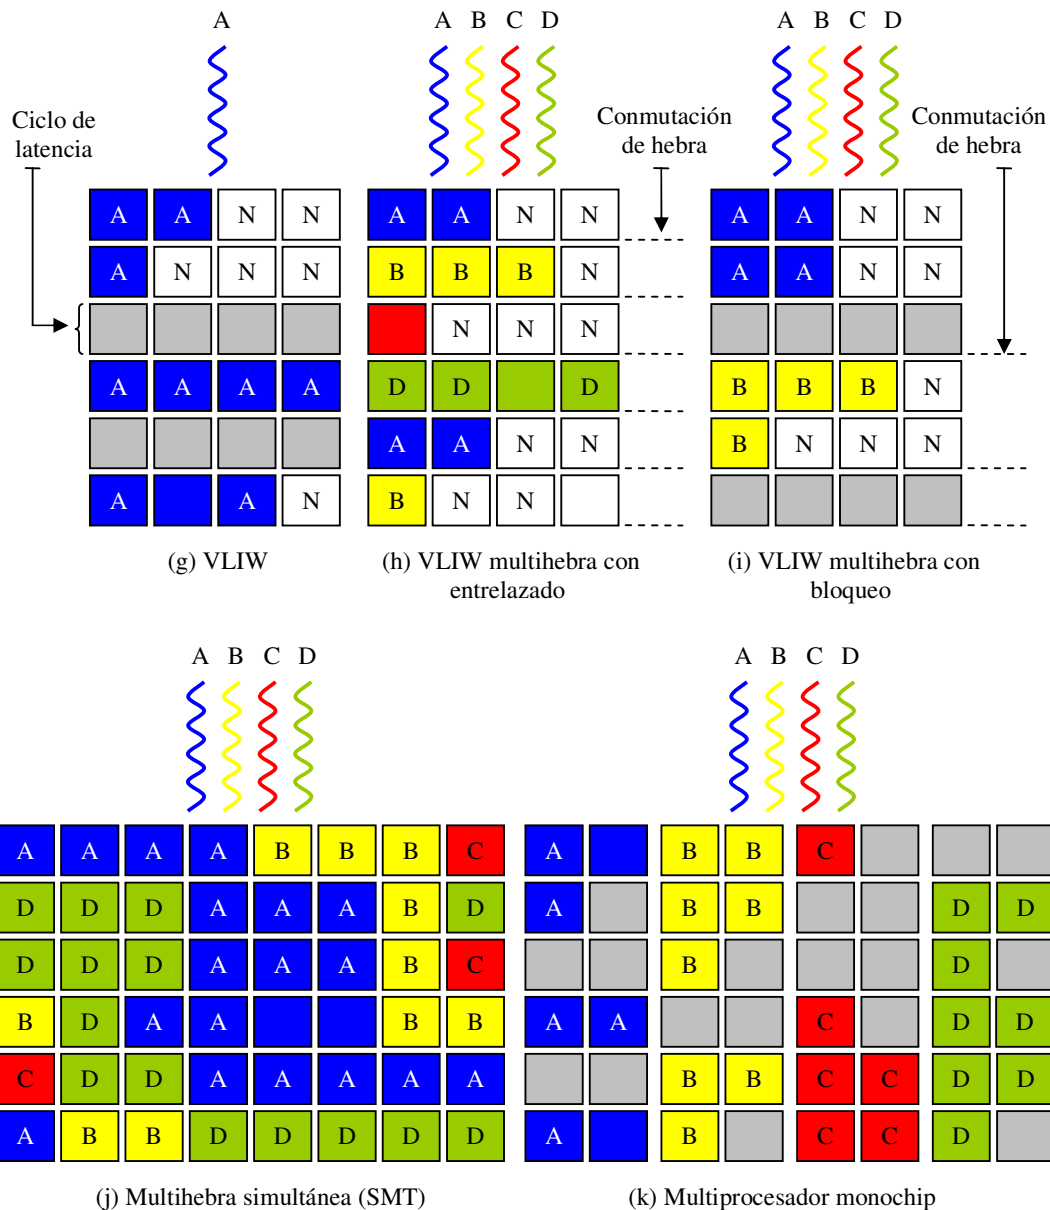 A
A B C D
A B C D
Ciclo de
latencia
Conmutación
de hebra
Conmutación
de hebra
A A N N
A A N N
A A N N
A N N N
B B B N
A A N N
N N N
A A A A
D D D
B B B N
A A N N
B N N N
A A N
B N N
(g) VLIW
(h) VLIW multihebra con
entrelazado
(i) VLIW multihebra con
bloqueo
A B C D
A B C D
A A A A B B B C
A B B C
D D D A A A B D
A B B D D
D D D A A A B C
B D
B D A A B B
A A C D D
C D D A A A A A
B B C C D D
A B B D D D D D
A B C C D
(j) Multihebra simultánea (SMT)
(k) Multiprocesador monochip